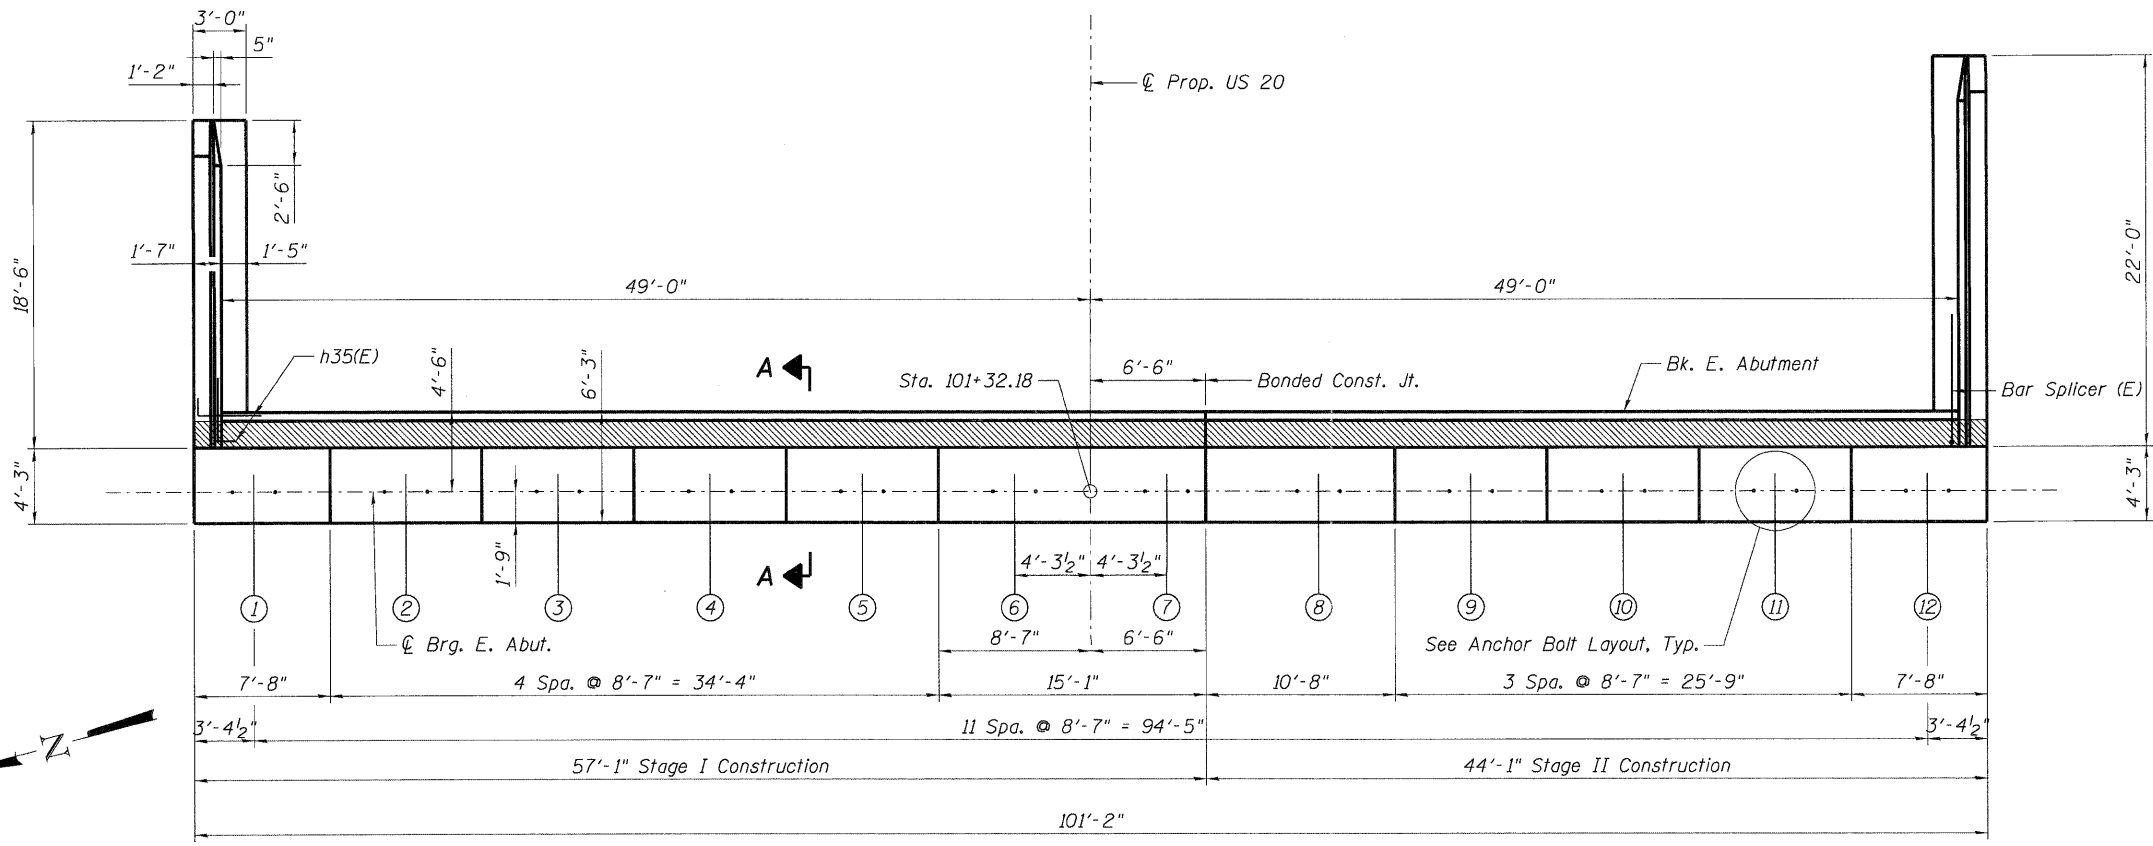 3'-0"
5"
1'-2"
℄ Prop. US 20
18'-6"
2'-6"
22'-0"
1'-7"
1'-5"
49'-0"
49'-0"
h35(E)
4'-6"
6'-3"
A
Sta. 101+32.18
6'-6"
Bonded Const. Jt.
Bk. E. Abutment
Bar Splicer (E)
4'-3"
4'-3"
1'-9"
A
4'-3½"
4'-3½"
1
2
3
4
5
6
7
8
9
10
11
12
℄ Brg. E. Abut.
8'-7"
6'-6"
See Anchor Bolt Layout, Typ.
7'-8"
4 Spa. @ 8'-7" = 34'-4"
15'-1"
10'-8"
3 Spa. @ 8'-7" = 25'-9"
7'-8"
3'-4½"
11 Spa. @ 8'-7" = 94'-5"
3'-4½"
Z
57'-1" Stage I Construction
44'-1" Stage II Construction
101'-2"